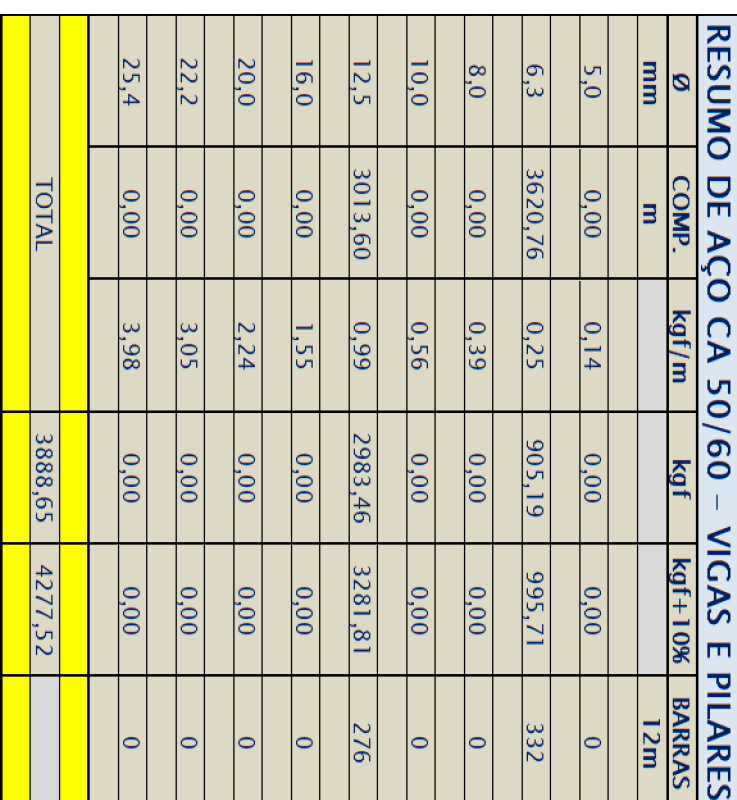 RESUMO DE AÇO CA 50/60 – VIGAS E PILARES
Ø COMP. kgf/m kgf kgf+10% BARRAS
mm m 12m
5,0 0,00 0,14 0,00 0,00 0
6,3 3620,76 0,25 905,19 995,71 332
8,0 0,00 0,39 0,00 0,00 0
10,0 0,00 0,56 0,00 0,00 0
12,5 3013,60 0,99 2983,46 3281,81 276
16,0 0,00 1,55 0,00 0,00 0
20,0 0,00 2,24 0,00 0,00 0
22,2 0,00 3,05 0,00 0,00 0
25,4 0,00 3,98 0,00 0,00 0
TOTAL 3888,65 4277,52